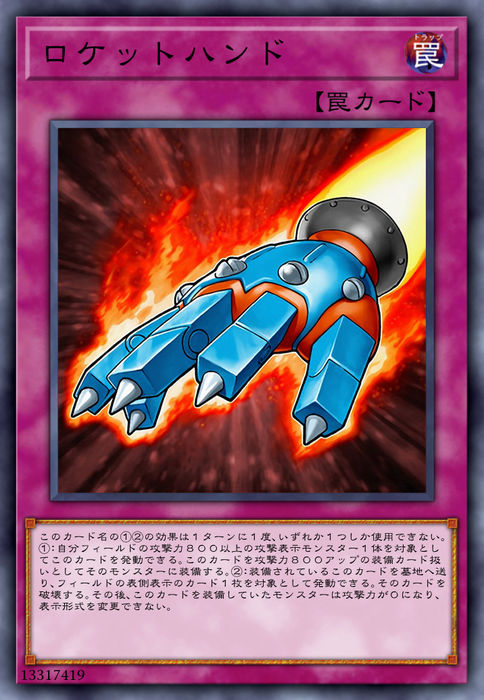 ロケットハンド
トラップ
罠
【罠カード】
このカード名の①②の効果は1ターンに1度、いずれか1つしか使用できない。
①:自分フィールドの攻撃力800以上の攻撃表示モンスター1体を対象とし
てこのカードを発動できる。このカードを攻撃力800アップの装備カード扱
いとしてそのモンスターに装備する。②:装備されているこのカードを墓地へ送
り、フィールドの表側表示のカード1枚を対象として発動できる。そのカードを
破壊する。その後、このカードを装備していたモンスターは攻撃力が0になり、
表示形式を変更できない。
13317419